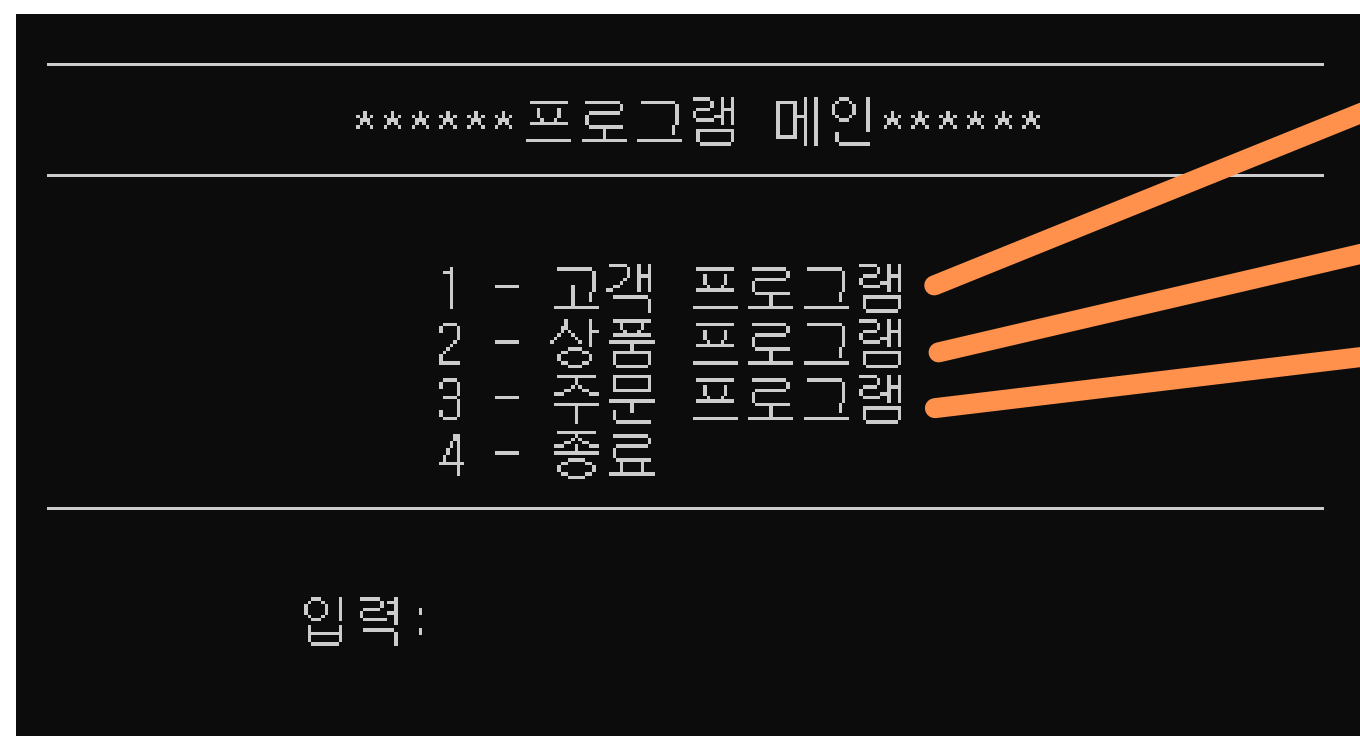 ******프로그램 메인******
1 - 고객 프로그램
2 - 상품 프로그램
3 - 주문 프로그램
4 - 종료
입력: